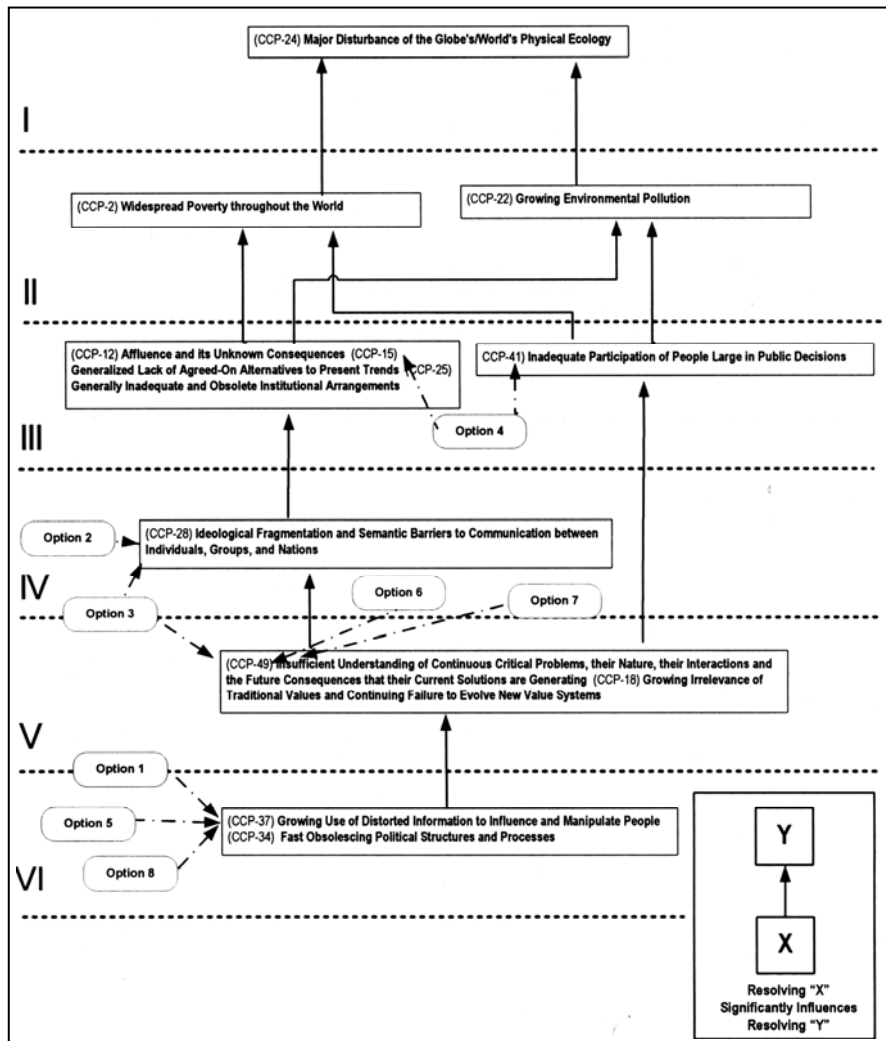 (CCP-24) Major Disturbance of the Globe's/World's Physical Ecology
I
(CCP-2) Widespread Poverty throughout the World
(CCP-22) Growing Environmental Pollution
II
(CCP-12) Affluence and its Unknown Consequences (CCP-15)
Generalized Lack of Agreed-On Alternatives to Present Trends (CCP-25)
Generally Inadequate and Obsolete Institutional Arrangements
CCP-41) Inadequate Participation of People Large in Public Decisions
Option 4
III
Option 2
(CCP-28) Ideological Fragmentation and Semantic Barriers to Communication between
Individuals, Groups, and Nations
IV
Option 3
Option 6
Option 7
(CCP-49) Insufficient Understanding of Continuous Critical Problems, their Nature, their Interactions and
the Future Consequences that their Current Solutions are Generating (CCP-18) Growing Irrelevance of
Traditional Values and Continuing Failure to Evolve New Value Systems
V
Option 1
Option 5
(CCP-37) Growing Use of Distorted Information to Influence and Manipulate People
(CCP-34) Fast Obsolescing Political Structures and Processes
Option 8
VI
Y
X
Resolving "X"
Significantly Influences
Resolving "Y"